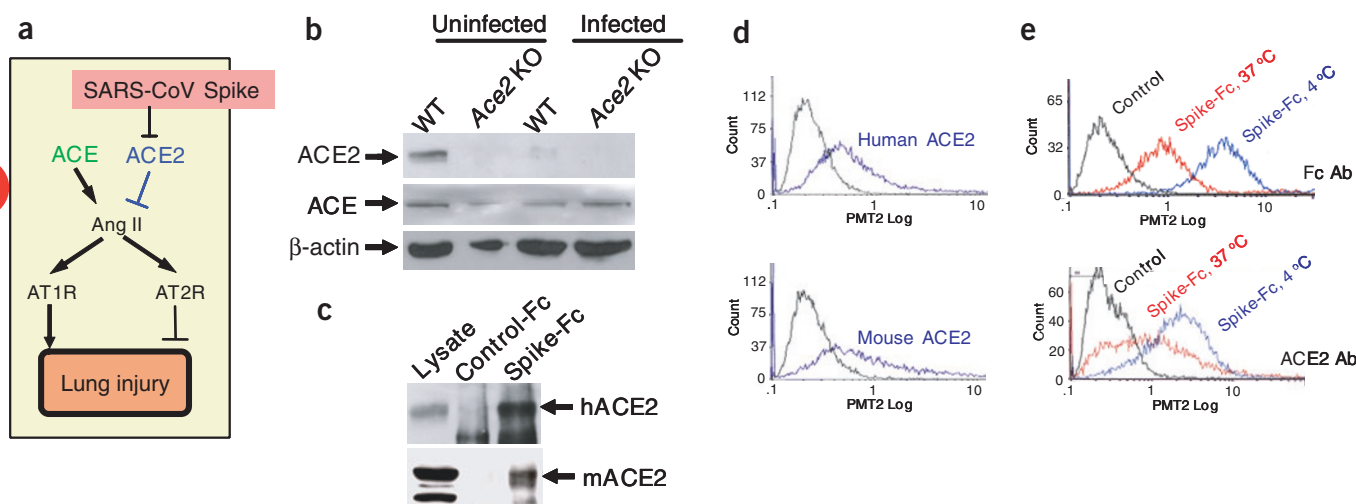 a
SARS-CoV Spike
ACE ACE2
Ang II
AT1R AT2R
Lung injury
b
Uninfected Infected
WT Ace2 KO WT Ace2 KO
ACE2
ACE
β-actin
c
Lysate Control-Fc Spike-Fc
hACE2
mACE2
d
Count
112
75
37
0
.1 1 10
PMT2 Log
Human ACE2
Count
112
75
37
0
.1 1 10
PMT2 Log
Mouse ACE2
e
Control
Spike-Fc, 37 ºC
Spike-Fc, 4 ºC
Count
65
32
0
.1 1 10
PMT2 Log
Fc Ab
Control
Spike-Fc, 37 ºC
Spike-Fc, 4 ºC
Count
60
40
20
0
.1 1 10
PMT2 Log
ACE2 Ab